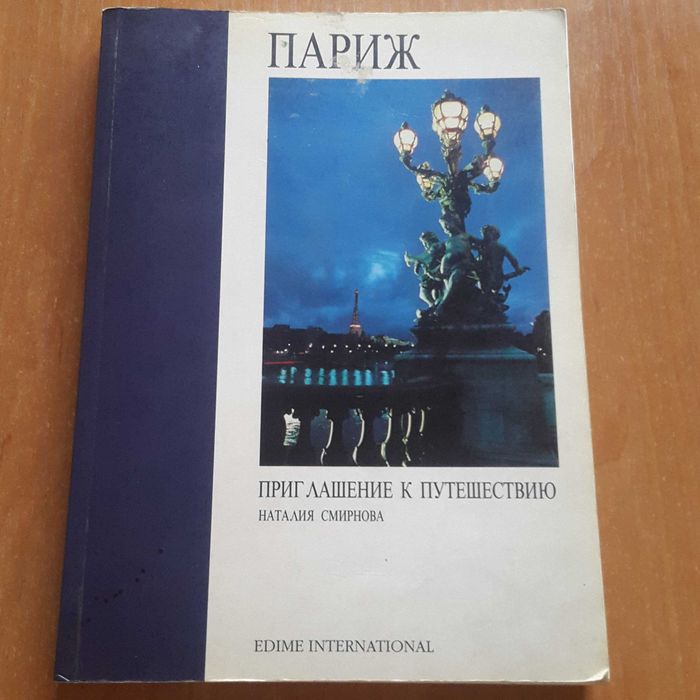 ПАРИЖ
ПРИГЛАШЕНИЕ К ПУТЕШЕСТВИЮ
НАТАЛИЯ СМИРНОВА
EDIME INTERNATIONAL